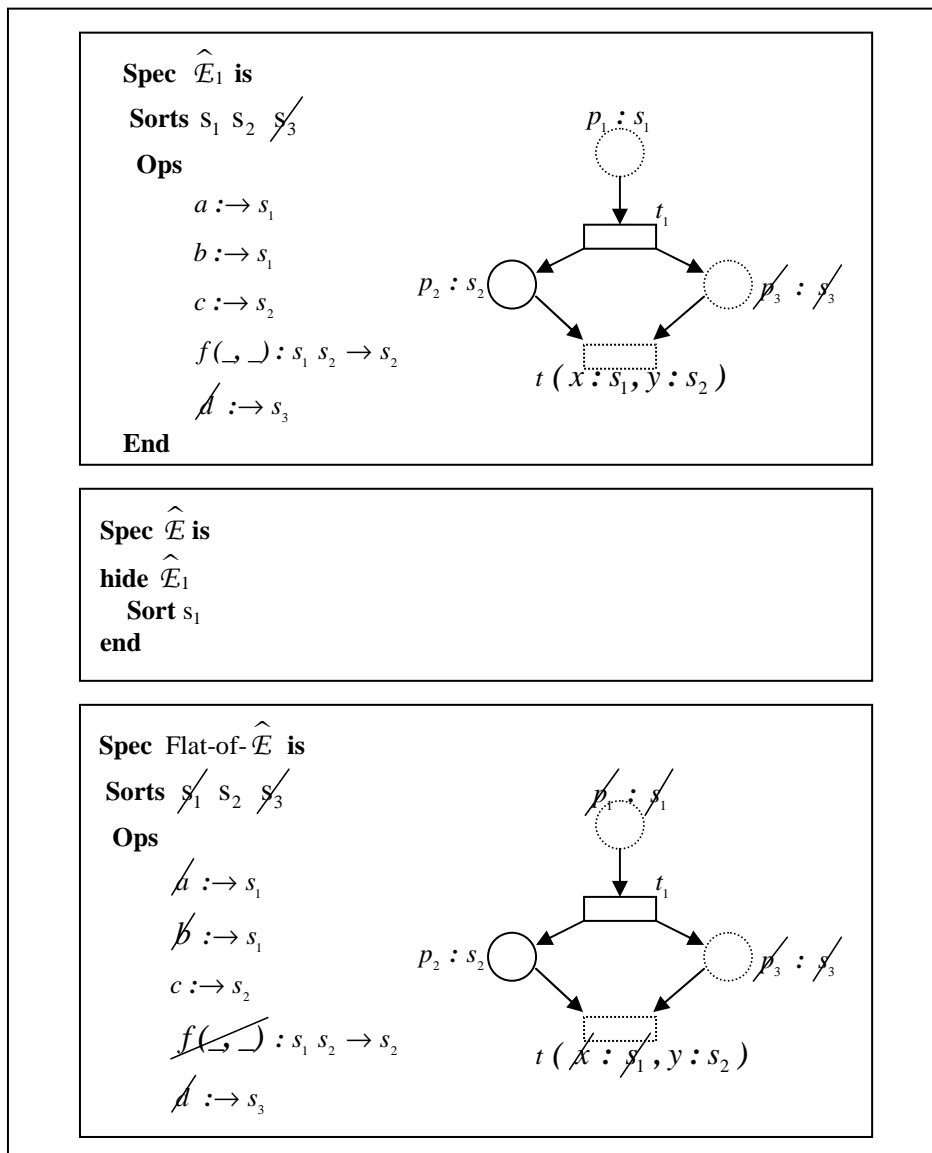 Spec Ê₁ is
Sorts s₁ s₂ s₃
Ops
a :→ s₁
b :→ s₁
c :→ s₂
f(_, _) : s₁ s₂ → s₂
d :→ s₃
End
p₁ : s₁
t₁
p₂ : s₂
p₃ : s₃
t ( x : s₁, y : s₂ )
Spec Ê is
hide Ê₁
Sort s₁
end
Spec Flat-of-Ê is
Sorts s₁ s₂ s₃
Ops
a :→ s₁
b :→ s₁
c :→ s₂
f(_, _) : s₁ s₂ → s₂
d :→ s₃
p₁ : s₁
t₁
p₂ : s₂
p₃ : s₃
t ( x : s₁ , y : s₂ )